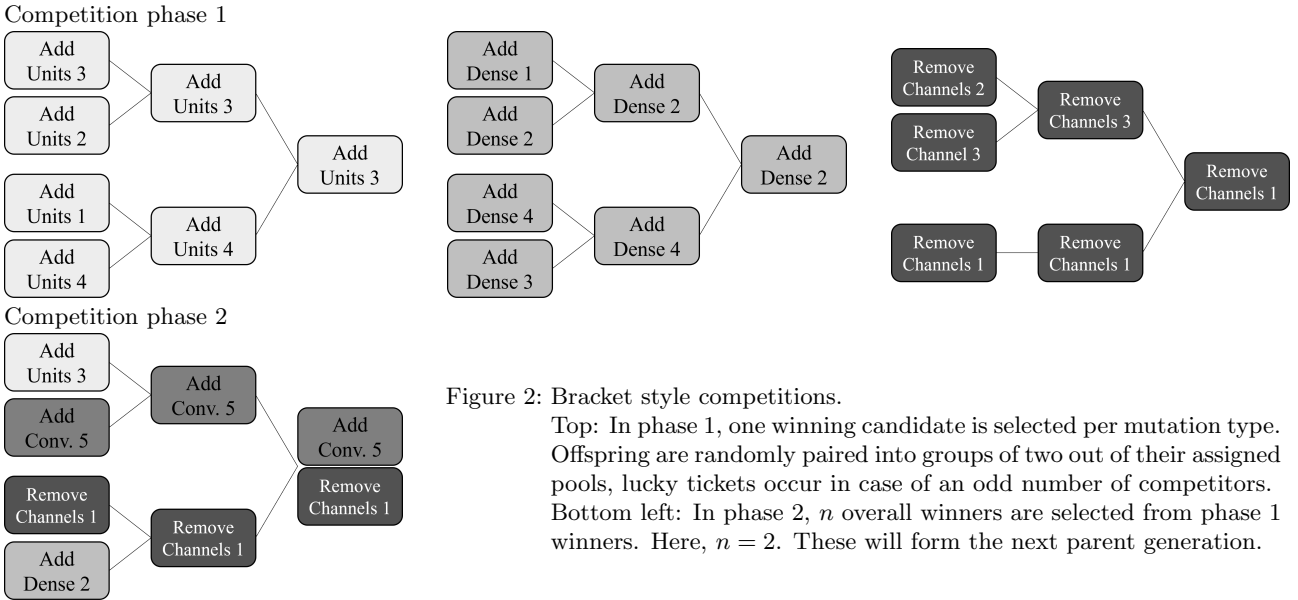 Competition phase 1
Add
Units 3
Add
Units 2
Add
Units 3
Add
Units 1
Add
Units 4
Add
Units 4
Add
Units 3
Add
Dense 1
Add
Dense 2
Add
Dense 2
Add
Dense 4
Add
Dense 3
Add
Dense 4
Add
Dense 2
Remove
Channels 2
Remove
Channel 3
Remove
Channels 3
Remove
Channels 1
Remove
Channels 1
Remove
Channels 1
Competition phase 2
Add
Units 3
Add
Conv. 5
Add
Conv. 5
Remove
Channels 1
Add
Dense 2
Remove
Channels 1
Add
Conv. 5
Remove
Channels 1
Figure 2: Bracket style competitions.
Top: In phase 1, one winning candidate is selected per mutation type.
Offspring are randomly paired into groups of two out of their assigned
pools, lucky tickets occur in case of an odd number of competitors.
Bottom left: In phase 2, n overall winners are selected from phase 1
winners. Here, n = 2. These will form the next parent generation.